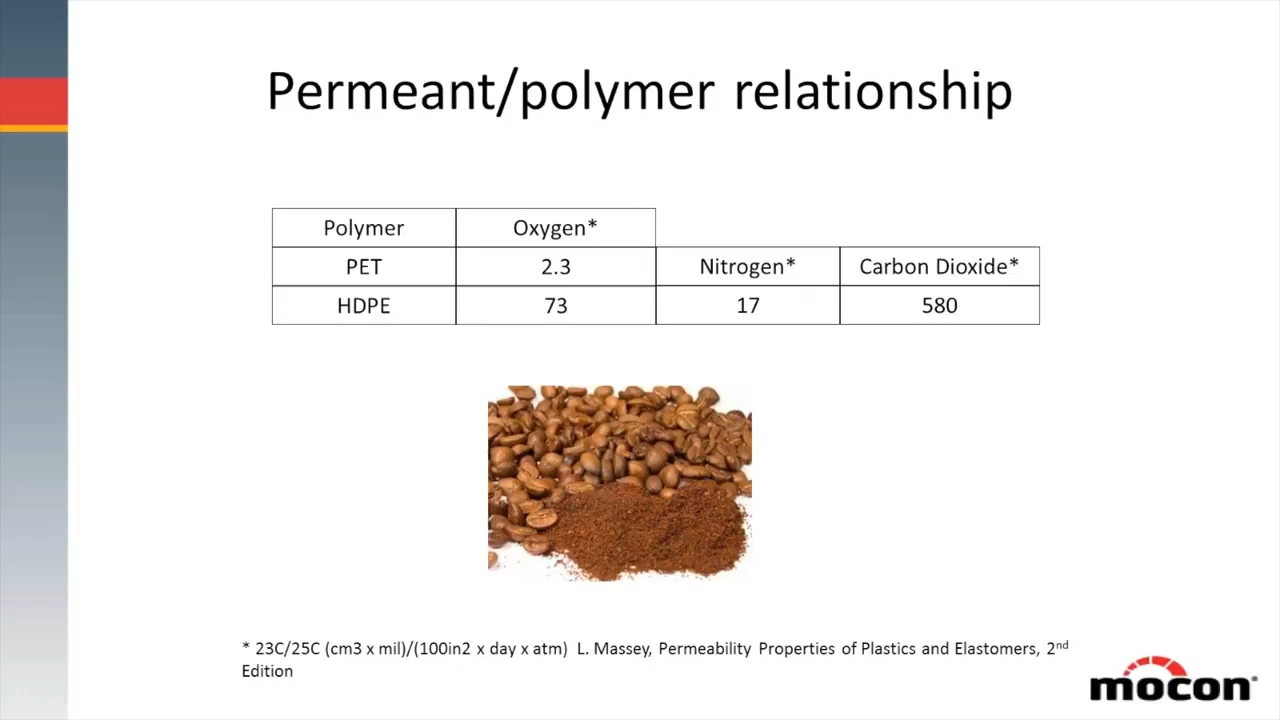 Permeant/polymer relationship
Polymer Oxygen*
PET 2.3 Nitrogen* Carbon Dioxide*
HDPE 73 17 580
* 23C/25C (cm3 x mil)/(100in2 x day x atm) L. Massey, Permeability Properties of Plastics and Elastomers, 2nd
Edition
mocon®